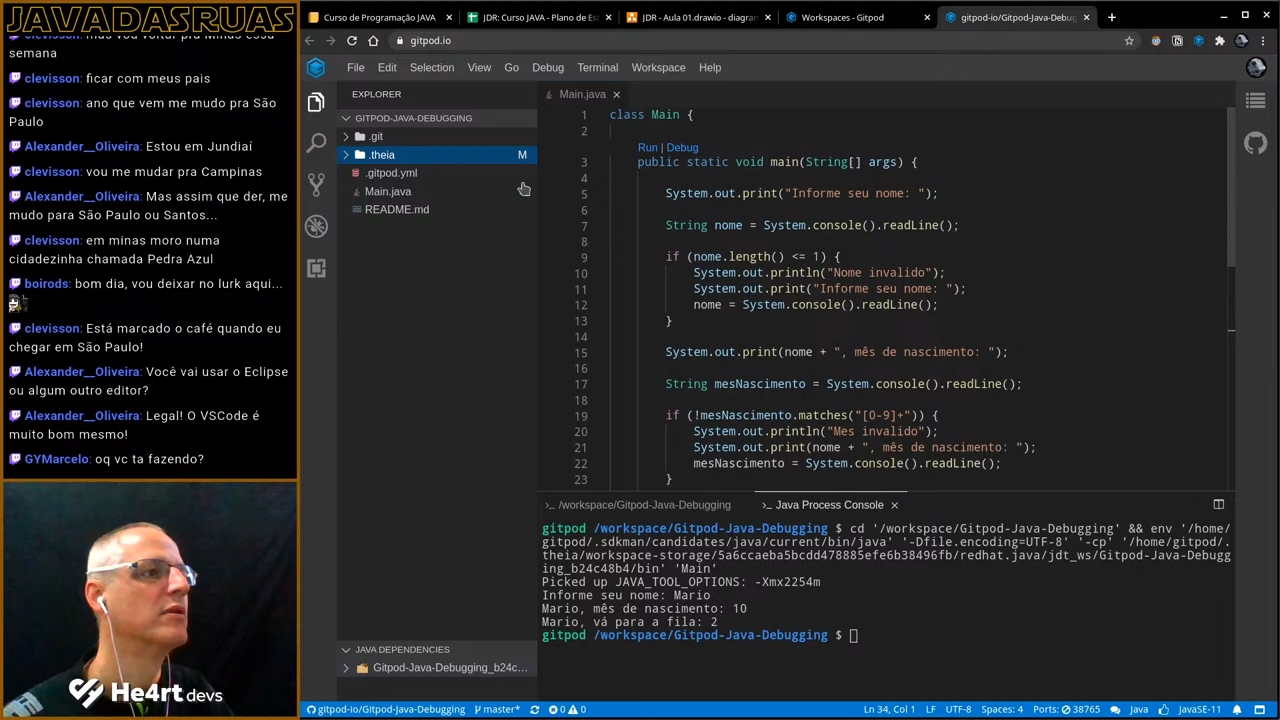 JAVADASRUAS
clevisson: mas vou voltar pra Minas essa
semana
clevisson: ficar com meus pais
clevisson: ano que vem me mudo pra São
Paulo
Alexander__Oliveira: Estou em Jundiaí
clevisson: vou me mudar pra Campinas
Alexander__Oliveira: Mas assim que der, me
mudo para São Paulo ou Santos...
clevisson: em minas moro numa
cidadezinha chamada Pedra Azul
boirods: bom dia, vou deixar no lurk aqui...
clevisson: Está marcado o café quando eu
chegar em São Paulo!
Alexander__Oliveira: Você vai usar o Eclipse
ou algum outro editor?
Alexander__Oliveira: Legal! O VSCode é
muito bom mesmo!
GYMarcelo: oq vc ta fazendo?
He4rt devs
Curso de Programação JAVA
JDR: Curso JAVA - Plano de Es
JDR - Aula 01.drawio - diagran
Workspaces - Gitpod
gitpod-io/Gitpod-Java-Debug
gitpod.io
File Edit Selection View Go Debug Terminal Workspace Help
EXPLORER
GITPOD-JAVA-DEBUGGING
.git
.theia M
.gitpod.yml
Main.java
README.md
JAVA DEPENDENCIES
Gitpod-Java-Debugging_b24c...
Main.java
1 class Main {
2
Run | Debug
3 public static void main(String[] args) {
4
5 System.out.print("Informe seu nome: ");
6
7 String nome = System.console().readLine();
8
9 if (nome.length() <= 1) {
10 System.out.println("Nome invalido");
11 System.out.print("Informe seu nome: ");
12 nome = System.console().readLine();
13 }
14
15 System.out.print(nome + ", mês de nascimento: ");
16
17 String mesNascimento = System.console().readLine();
18
19 if (!mesNascimento.matches("[0-9]+")) {
20 System.out.println("Mes invalido");
21 System.out.print(nome + ", mês de nascimento: ");
22 mesNascimento = System.console().readLine();
23 }
/workspace/Gitpod-Java-Debugging
Java Process Console
gitpod /workspace/Gitpod-Java-Debugging $ cd '/workspace/Gitpod-Java-Debugging' && env '/home/
gitpod/.sdkman/candidates/java/current/bin/java' '-Dfile.encoding=UTF-8' '-cp' '/home/gitpod/.
theia/workspace-storage/5a6ccaeba5bcdd478885efe6b38496fb/redhat.java/jdt_ws/Gitpod-Java-Debugg
ing_b24c48b4/bin' 'Main'
Picked up JAVA_TOOL_OPTIONS: -Xmx2254m
Informe seu nome: Mario
Mario, mês de nascimento: 10
Mario, vá para a fila: 2
gitpod /workspace/Gitpod-Java-Debugging $
gitpod-io/Gitpod-Java-Debugging master* 0 0 Ln 34, Col 1 LF UTF-8 Spaces: 4 Ports: 38765 Java JavaSE-11